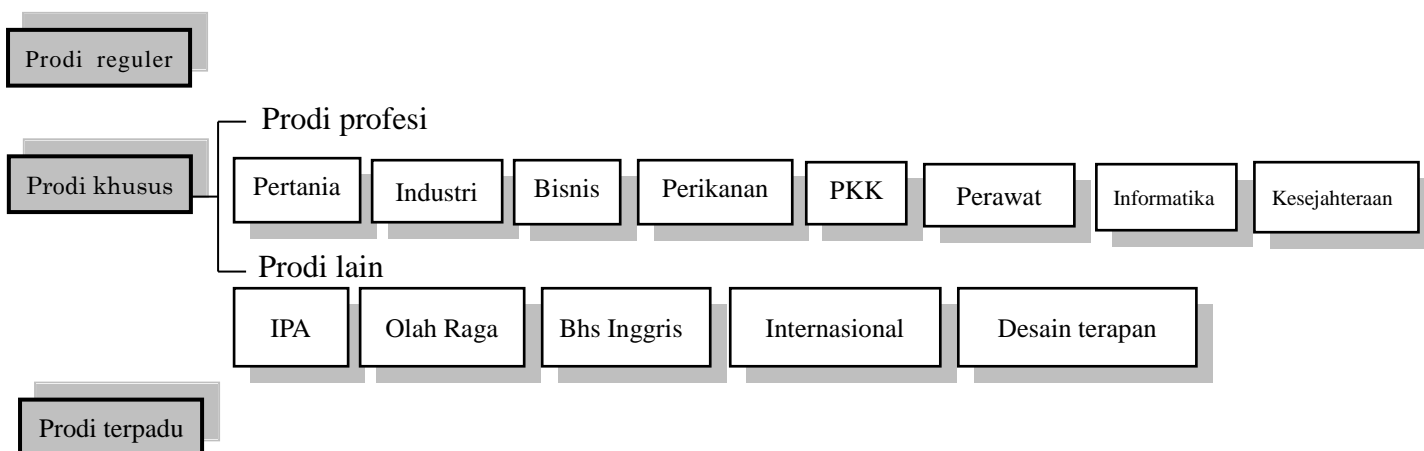 Prodi reguler
Prodi profesi
Prodi khusus
Pertania
Industri
Bisnis
Perikanan
PKK
Perawat
Informatika
Kesejahteraan
Prodi lain
IPA
Olah Raga
Bhs Inggris
Internasional
Desain terapan
Prodi terpadu